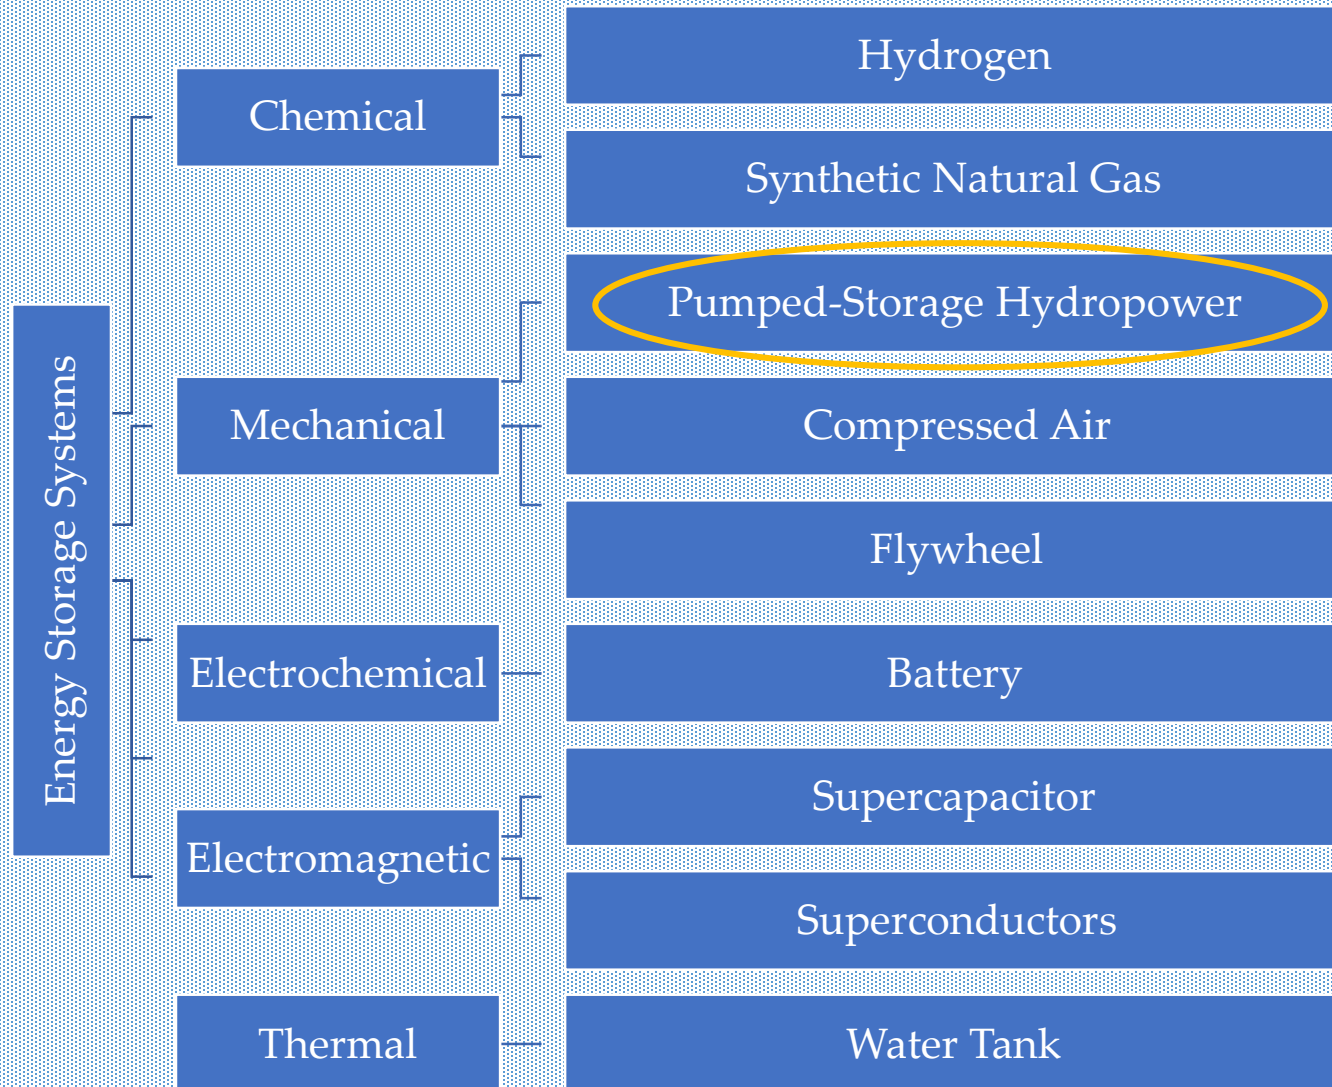 Energy Storage Systems
Chemical
Hydrogen
Synthetic Natural Gas
Mechanical
Pumped-Storage Hydropower
Compressed Air
Flywheel
Electrochemical
Battery
Electromagnetic
Supercapacitor
Superconductors
Thermal
Water Tank